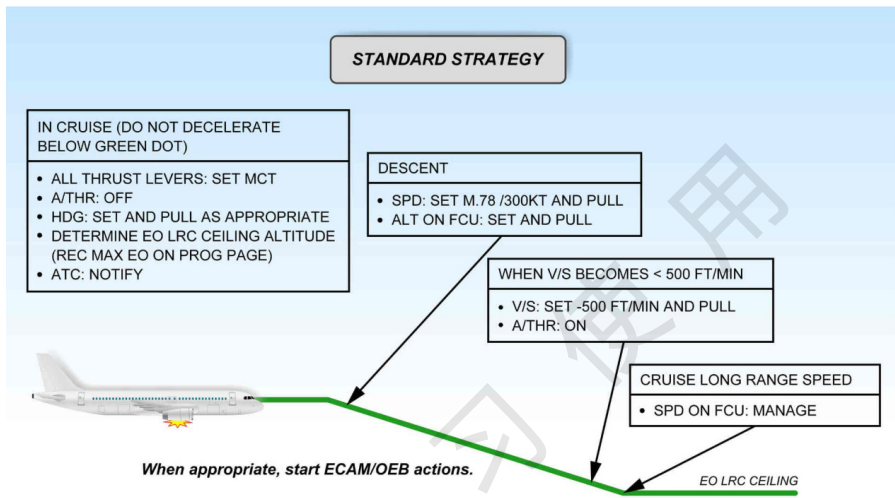 STANDARD STRATEGY
IN CRUISE (DO NOT DECELERATE
BELOW GREEN DOT)
• ALL THRUST LEVERS: SET MCT
• A/THR: OFF
• HDG: SET AND PULL AS APPROPRIATE
• DETERMINE EO LRC CEILING ALTITUDE
(REC MAX EO ON PROG PAGE)
• ATC: NOTIFY
DESCENT
• SPD: SET M.78 /300KT AND PULL
• ALT ON FCU: SET AND PULL
WHEN V/S BECOMES < 500 FT/MIN
• V/S: SET -500 FT/MIN AND PULL
• A/THR: ON
CRUISE LONG RANGE SPEED
• SPD ON FCU: MANAGE
When appropriate, start ECAM/OEB actions.
EO LRC CEILING
习使用